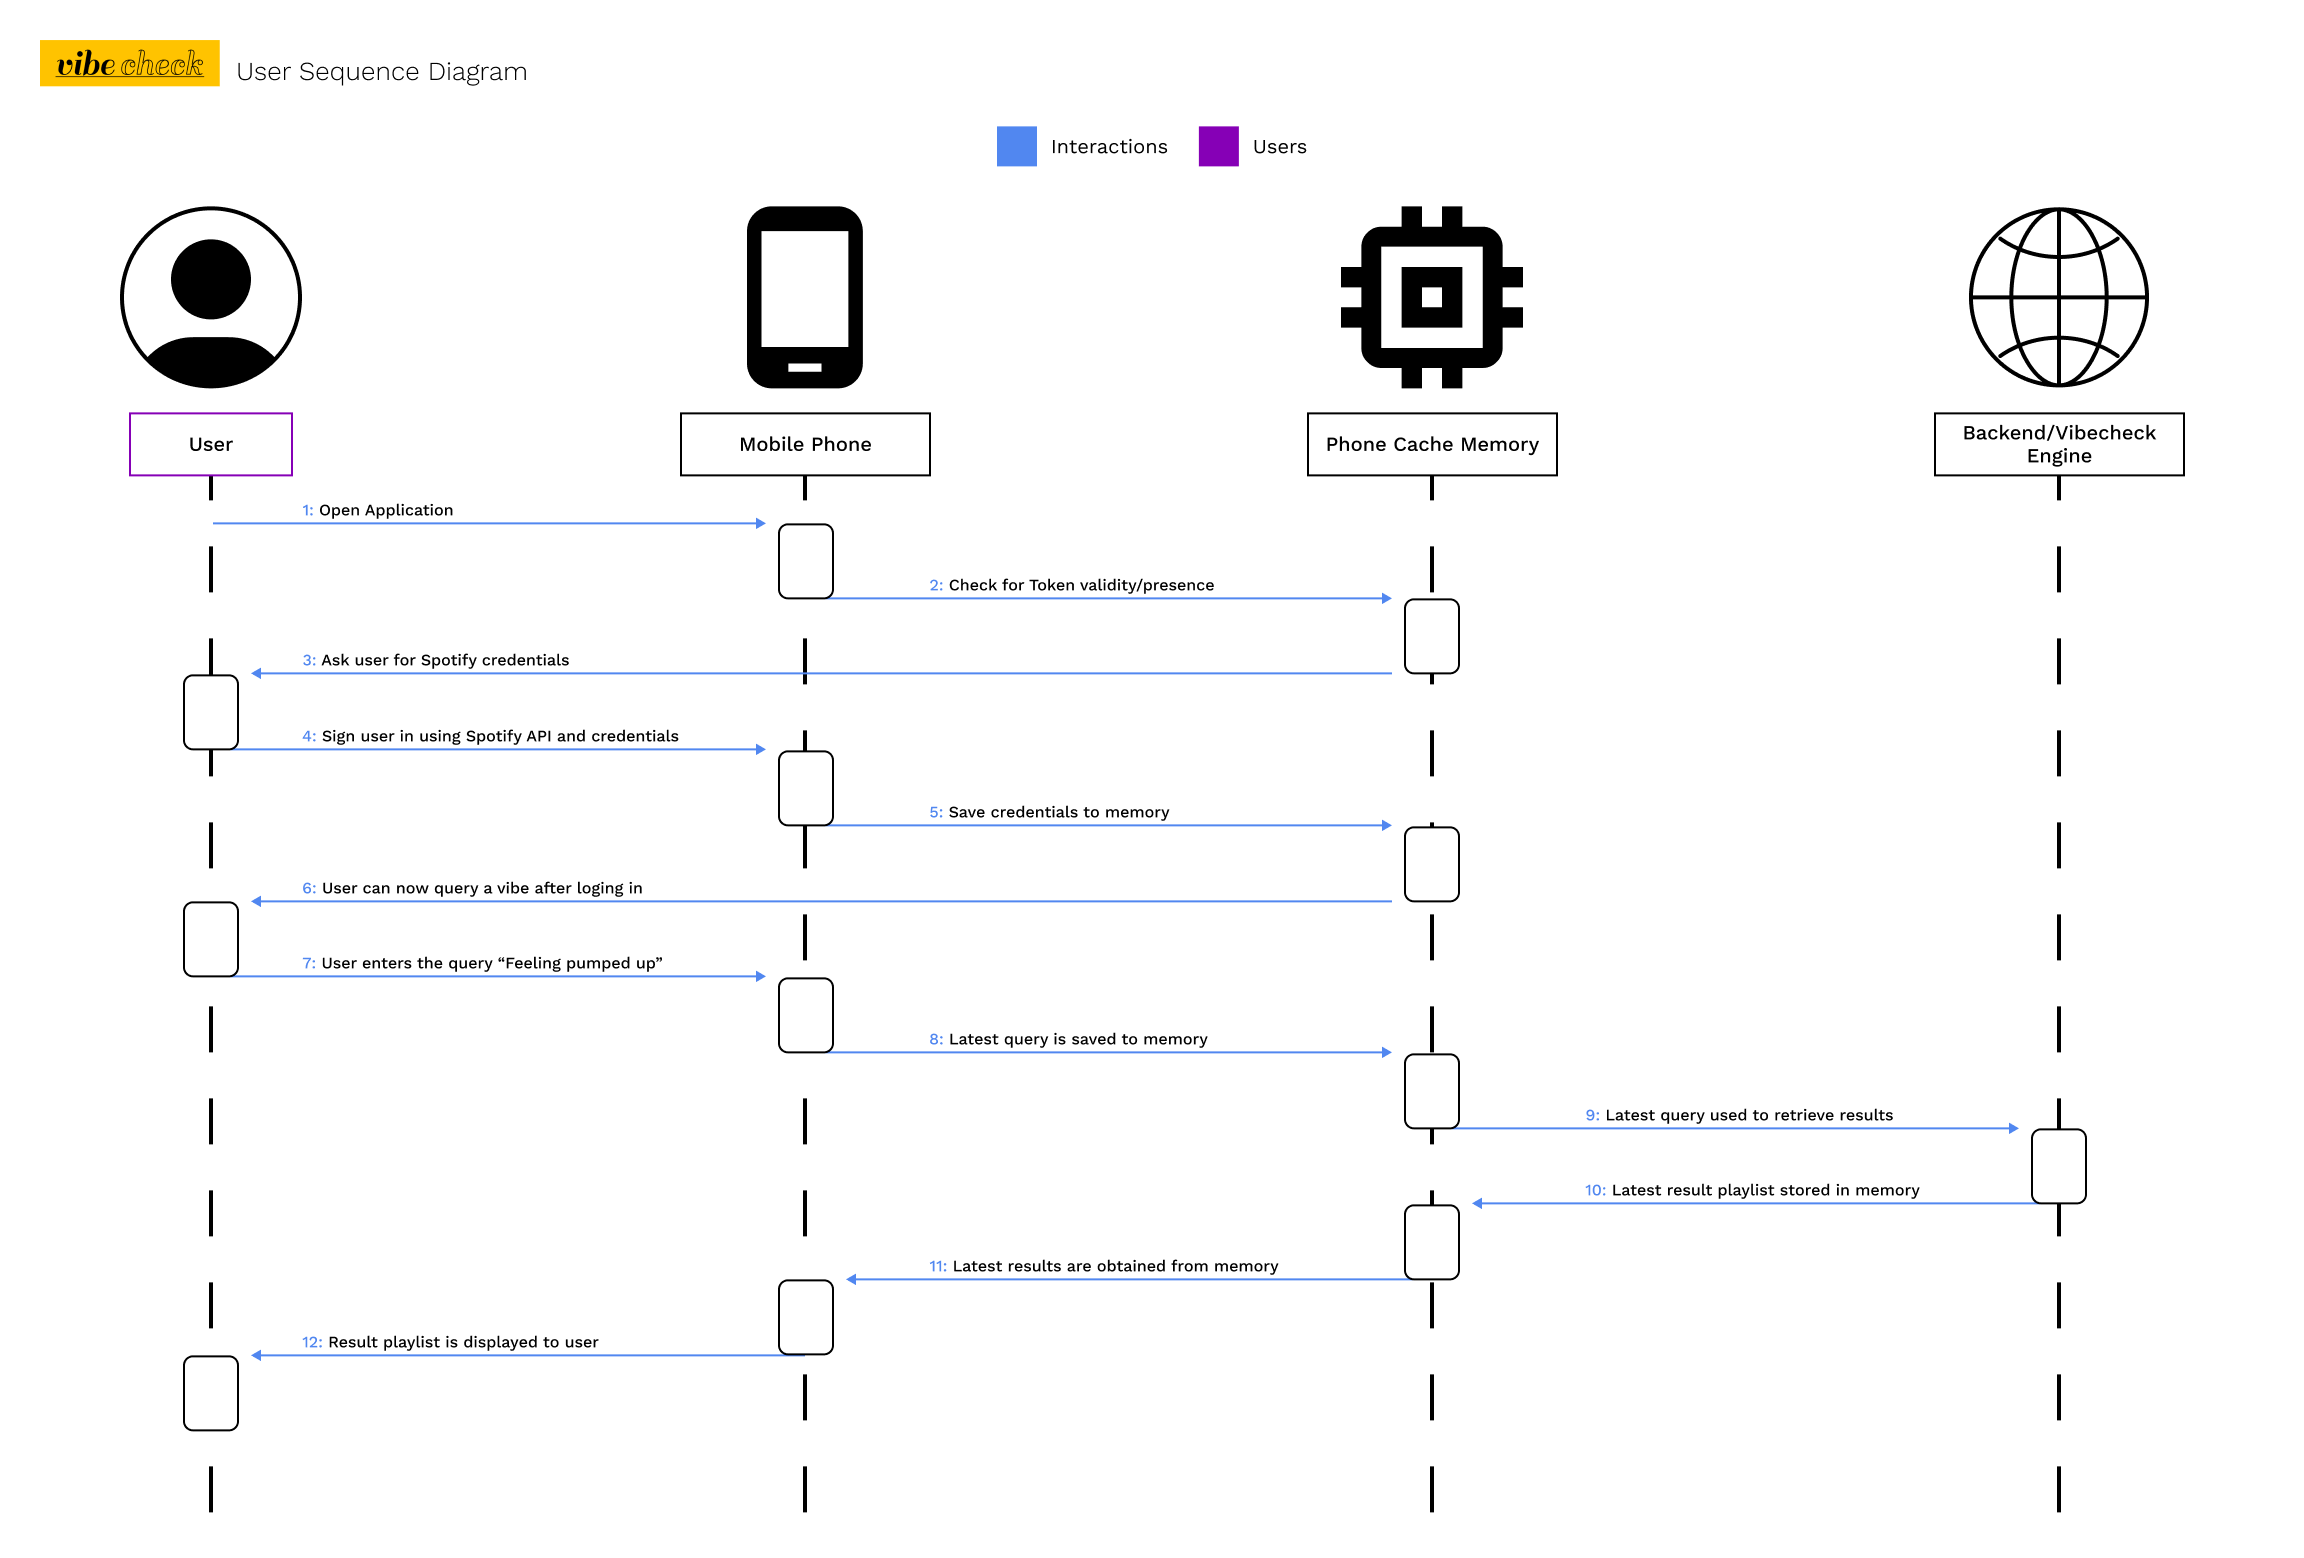 vibe check
User Sequence Diagram
Interactions
Users
User
Mobile Phone
Phone Cache Memory
Backend/Vibecheck
Engine
1: Open Application
2: Check for Token validity/presence
3: Ask user for Spotify credentials
4: Sign user in using Spotify API and credentials
5: Save credentials to memory
6: User can now query a vibe after loging in
7: User enters the query “Feeling pumped up”
8: Latest query is saved to memory
9: Latest query used to retrieve results
10: Latest result playlist stored in memory
11: Latest results are obtained from memory
12: Result playlist is displayed to user